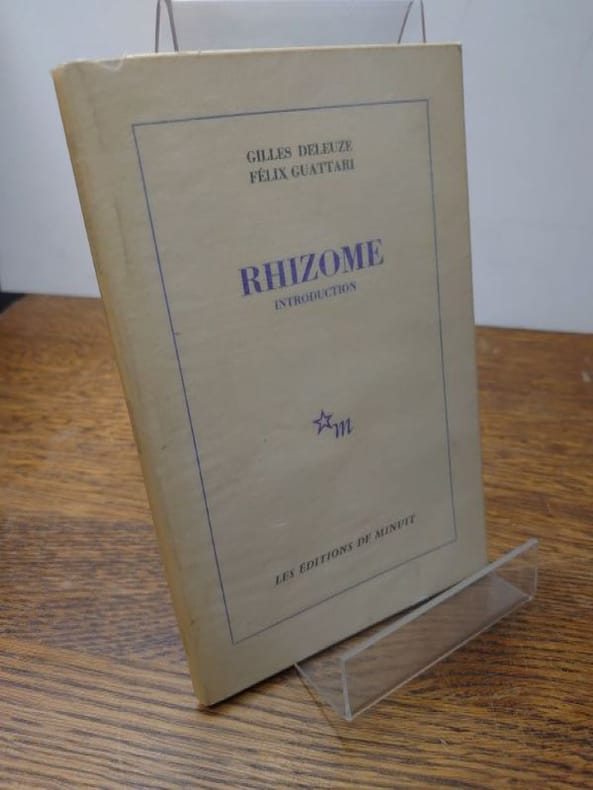 GILLES DELEUZE
FÉLIX GUATTARI
RHIZOME
INTRODUCTION
m
LES ÉDITIONS DE MINUIT